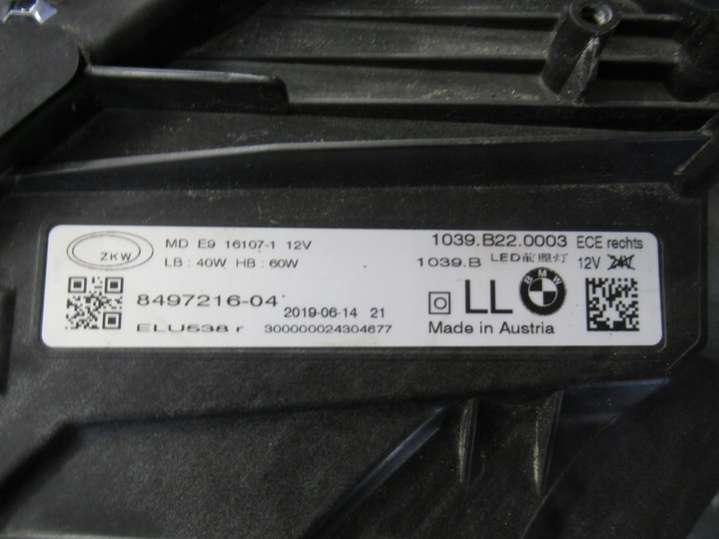 ZKW
MD E9 16107-1 12V
LB: 40W HB: 60W
8497216-04
2019-06-14 21
ELU538 r 300000024304677
1039.B22.0003 ECE rechts
1039.B LED前照灯 12V 24V
LL BMW
Made in Austria